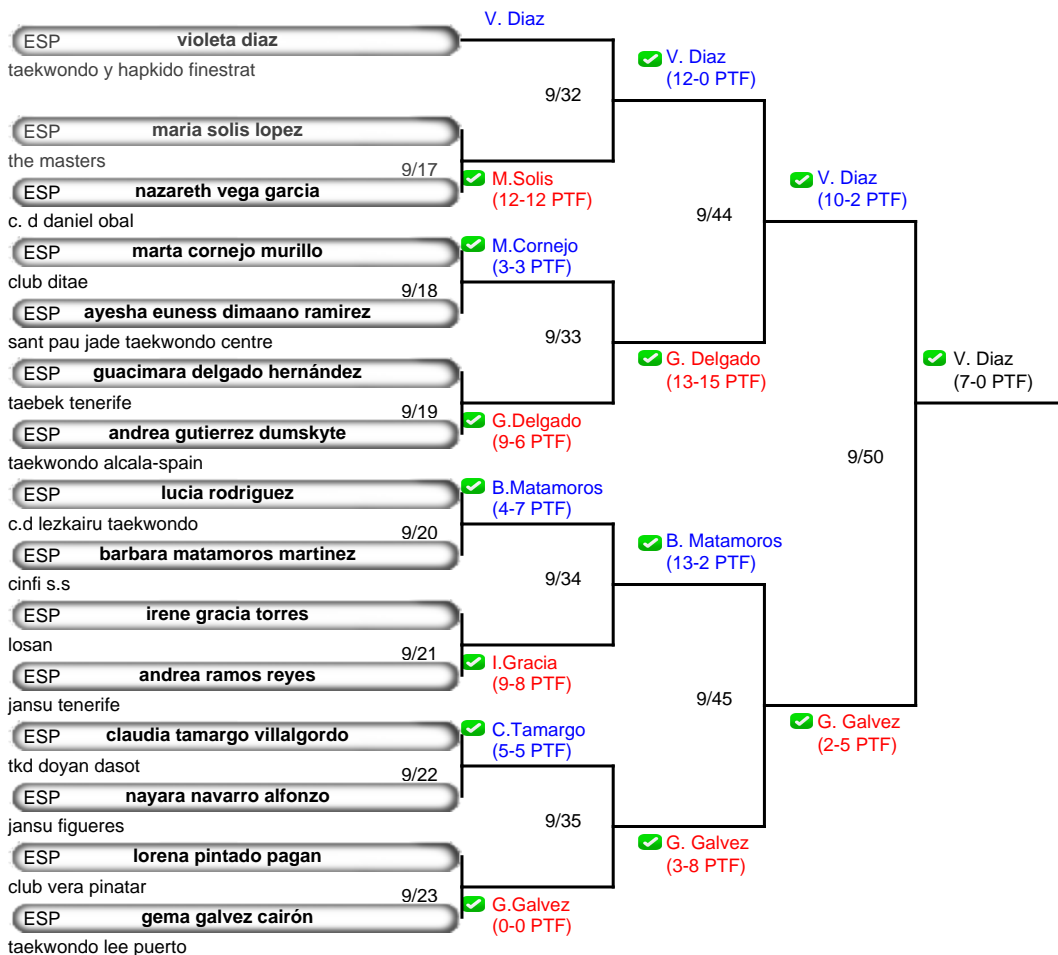 V. Diaz
ESP violeta diaz
taekwondo y hapkido finestrat
V. Diaz
(12-0 PTF)
9/32
ESP maria solis lopez
the masters
9/17
ESP nazareth vega garcia
c. d daniel obal
M.Solis
(12-12 PTF)
V. Diaz
(10-2 PTF)
9/44
ESP marta cornejo murillo
club ditae
M.Cornejo
(3-3 PTF)
9/18
ESP ayesha euness dimaano ramirez
sant pau jade taekwondo centre
9/33
ESP guacimara delgado hernández
taebek tenerife
G. Delgado
(13-15 PTF)
V. Diaz
(7-0 PTF)
9/19
ESP andrea gutierrez dumskyte
taekwondo alcala-spain
G.Delgado
(9-6 PTF)
9/50
ESP lucia rodriguez
c.d lezkairu taekwondo
B.Matamoros
(4-7 PTF)
9/20
ESP barbara matamoros martinez
cinfi s.s
B. Matamoros
(13-2 PTF)
9/34
ESP irene gracia torres
losan
9/21
ESP andrea ramos reyes
jansu tenerife
I.Gracia
(9-8 PTF)
9/45
ESP claudia tamargo villalgordo
tkd doyan dasot
C.Tamargo
(5-5 PTF)
G. Galvez
(2-5 PTF)
9/22
ESP nayara navarro alfonzo
jansu figueres
9/35
ESP lorena pintado pagan
club vera pinatar
G. Galvez
(3-8 PTF)
9/23
ESP gema galvez cairón
taekwondo lee puerto
G.Galvez
(0-0 PTF)